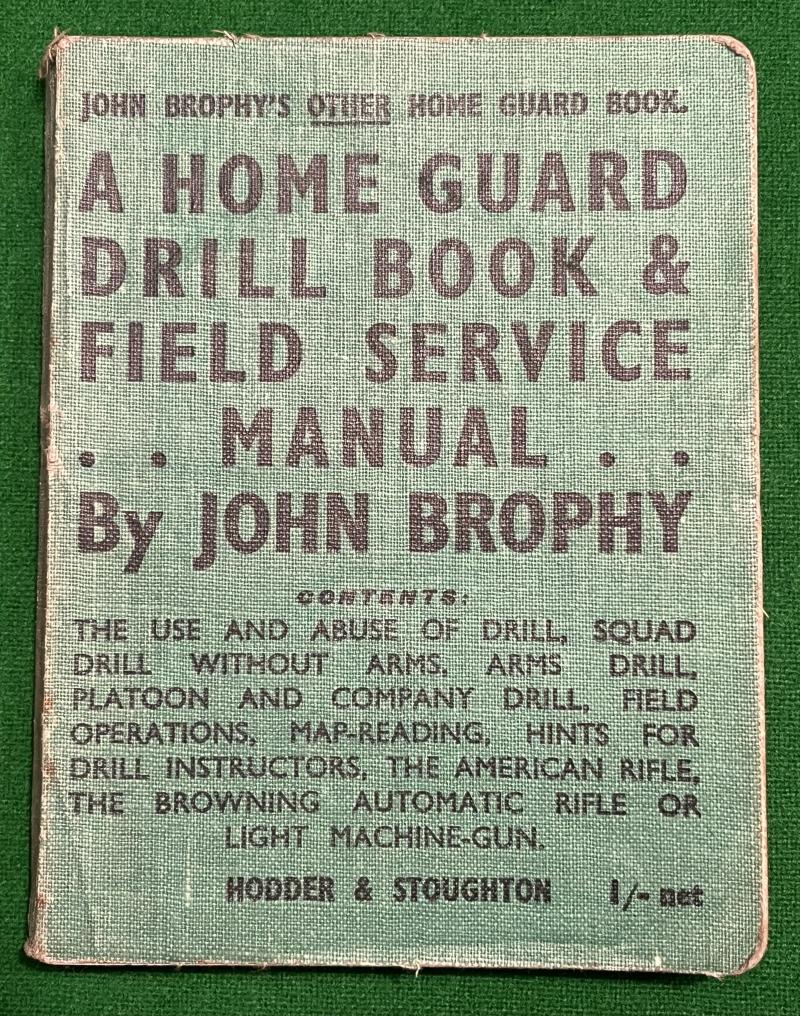 JOHN BROPHY'S OTHER HOME GUARD BOOK.
A HOME GUARD
DRILL BOOK &
FIELD SERVICE
. . MANUAL . .
By JOHN BROPHY
CONTENTS:
THE USE AND ABUSE OF DRILL, SQUAD
DRILL WITHOUT ARMS, ARMS DRILL,
PLATOON AND COMPANY DRILL, FIELD
OPERATIONS, MAP-READING, HINTS FOR
DRILL INSTRUCTORS, THE AMERICAN RIFLE,
THE BROWNING AUTOMATIC RIFLE OR
LIGHT MACHINE-GUN.
HODDER & STOUGHTON 1/- net